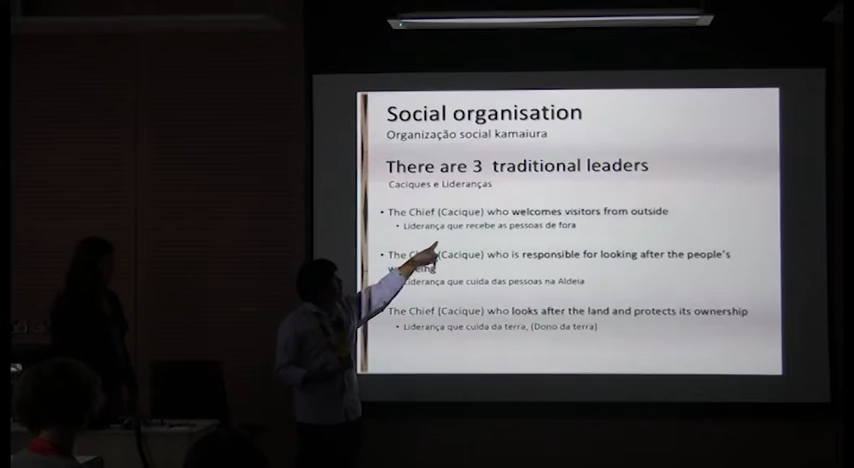 Social organisation
Organização social kamaiura
There are 3 traditional leaders
Caciques e Lideranças
• The Chief (Cacique) who welcomes visitors from outside
• Liderança que recebe as pessoas de fora
• The (Cacique) who is responsible for looking after the people's
Liderança que cuida das pessoas na Aldeia
The Chief (Cacique) who looks after the land and protects its ownership
• Liderança que cuida da terra, (Dono da terra)